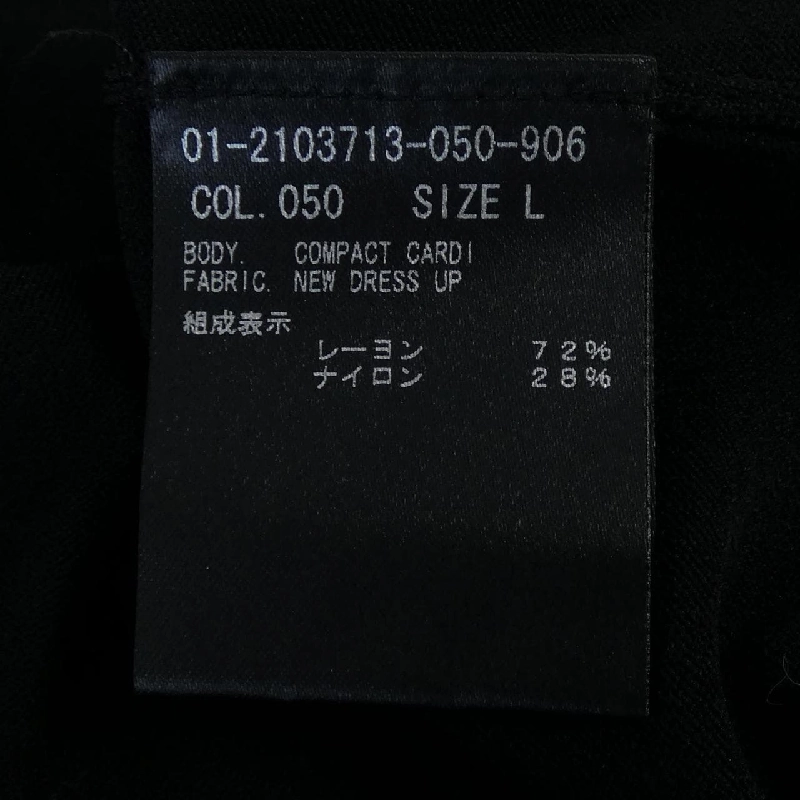 01-2103713-050-906
COL. 050 SIZE L
BODY. COMPACT CARDI
FABRIC. NEW DRESS UP
組成表示
レーヨン 72%
ナイロン 28%